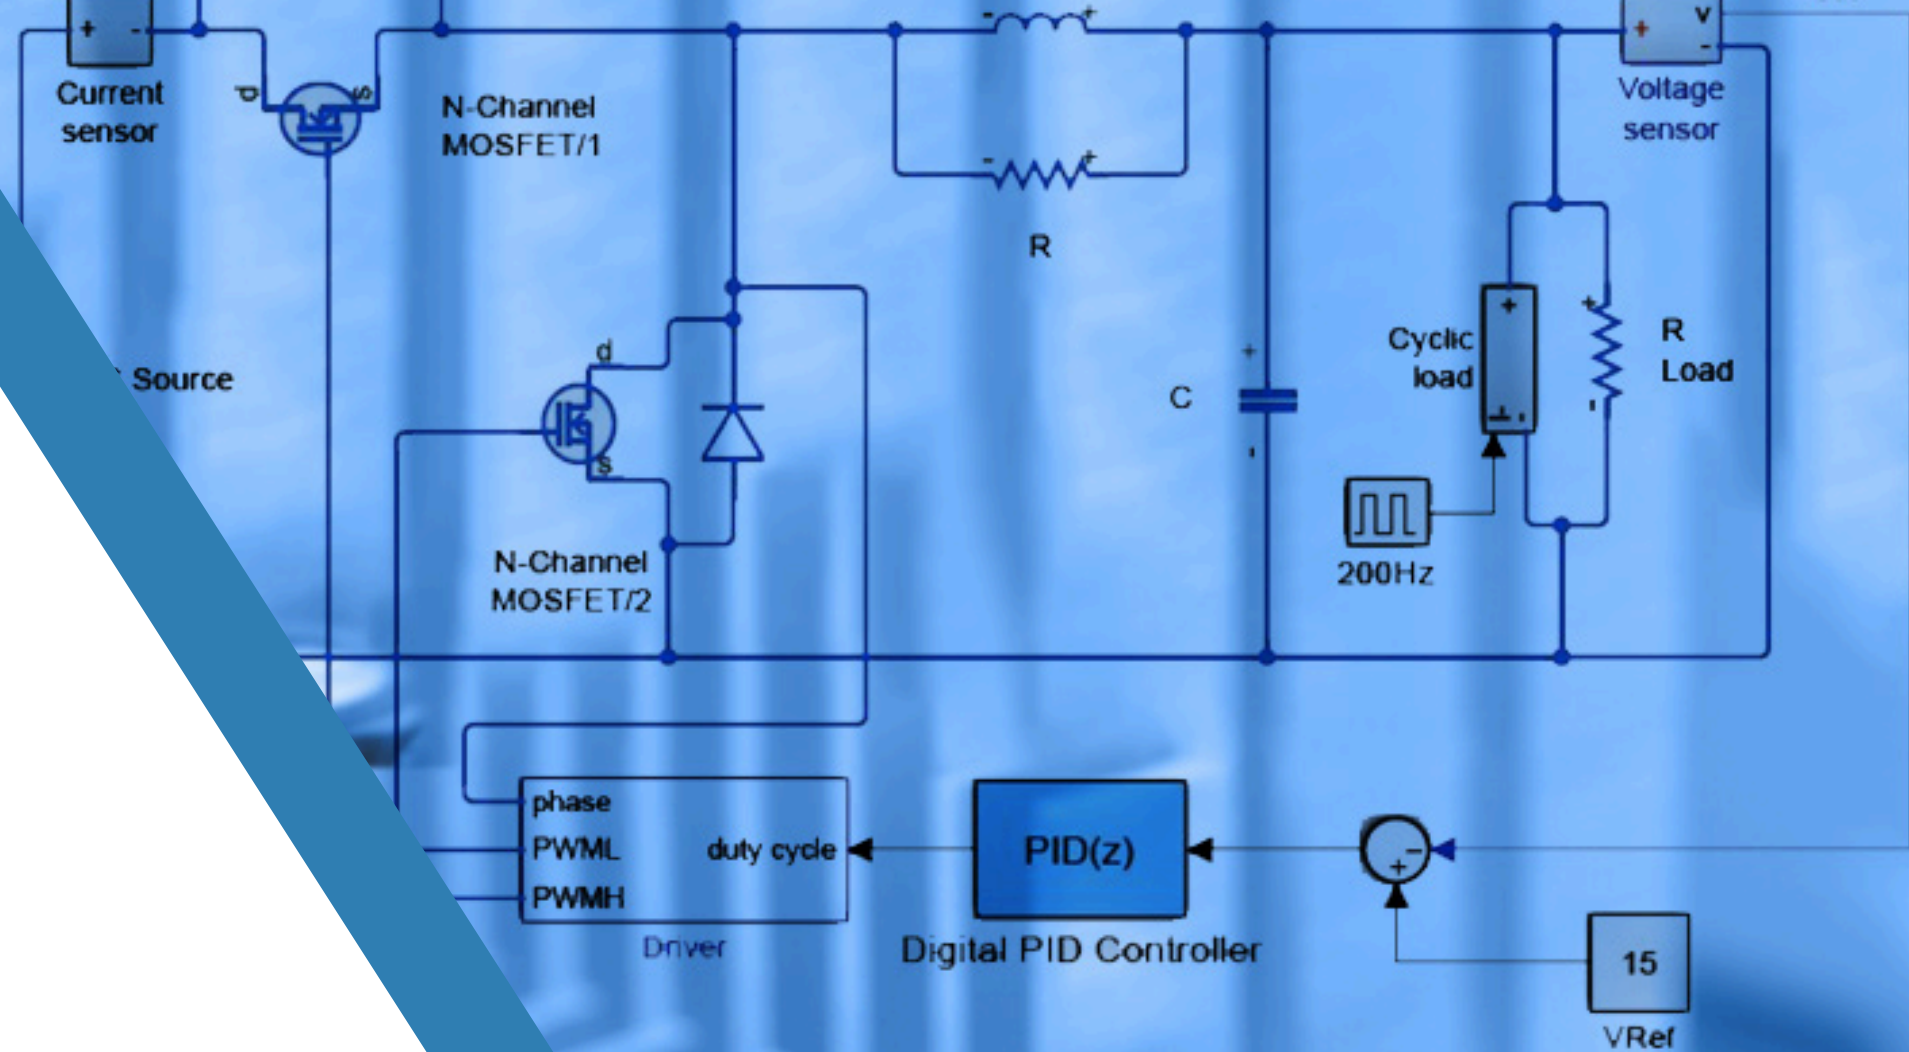 + -
Current
sensor
d
s
N-Channel
MOSFET/1
- +
- +
R
V
+
-
Voltage
sensor
Source
d
s
N-Channel
MOSFET/2
+
C
-
Cyclic
load
+
-
+
-
R
Load
200Hz
phase
PWML
PWMH
duty cycle
Driver
PID(z)
Digital PID Controller
-
+
15
VRef